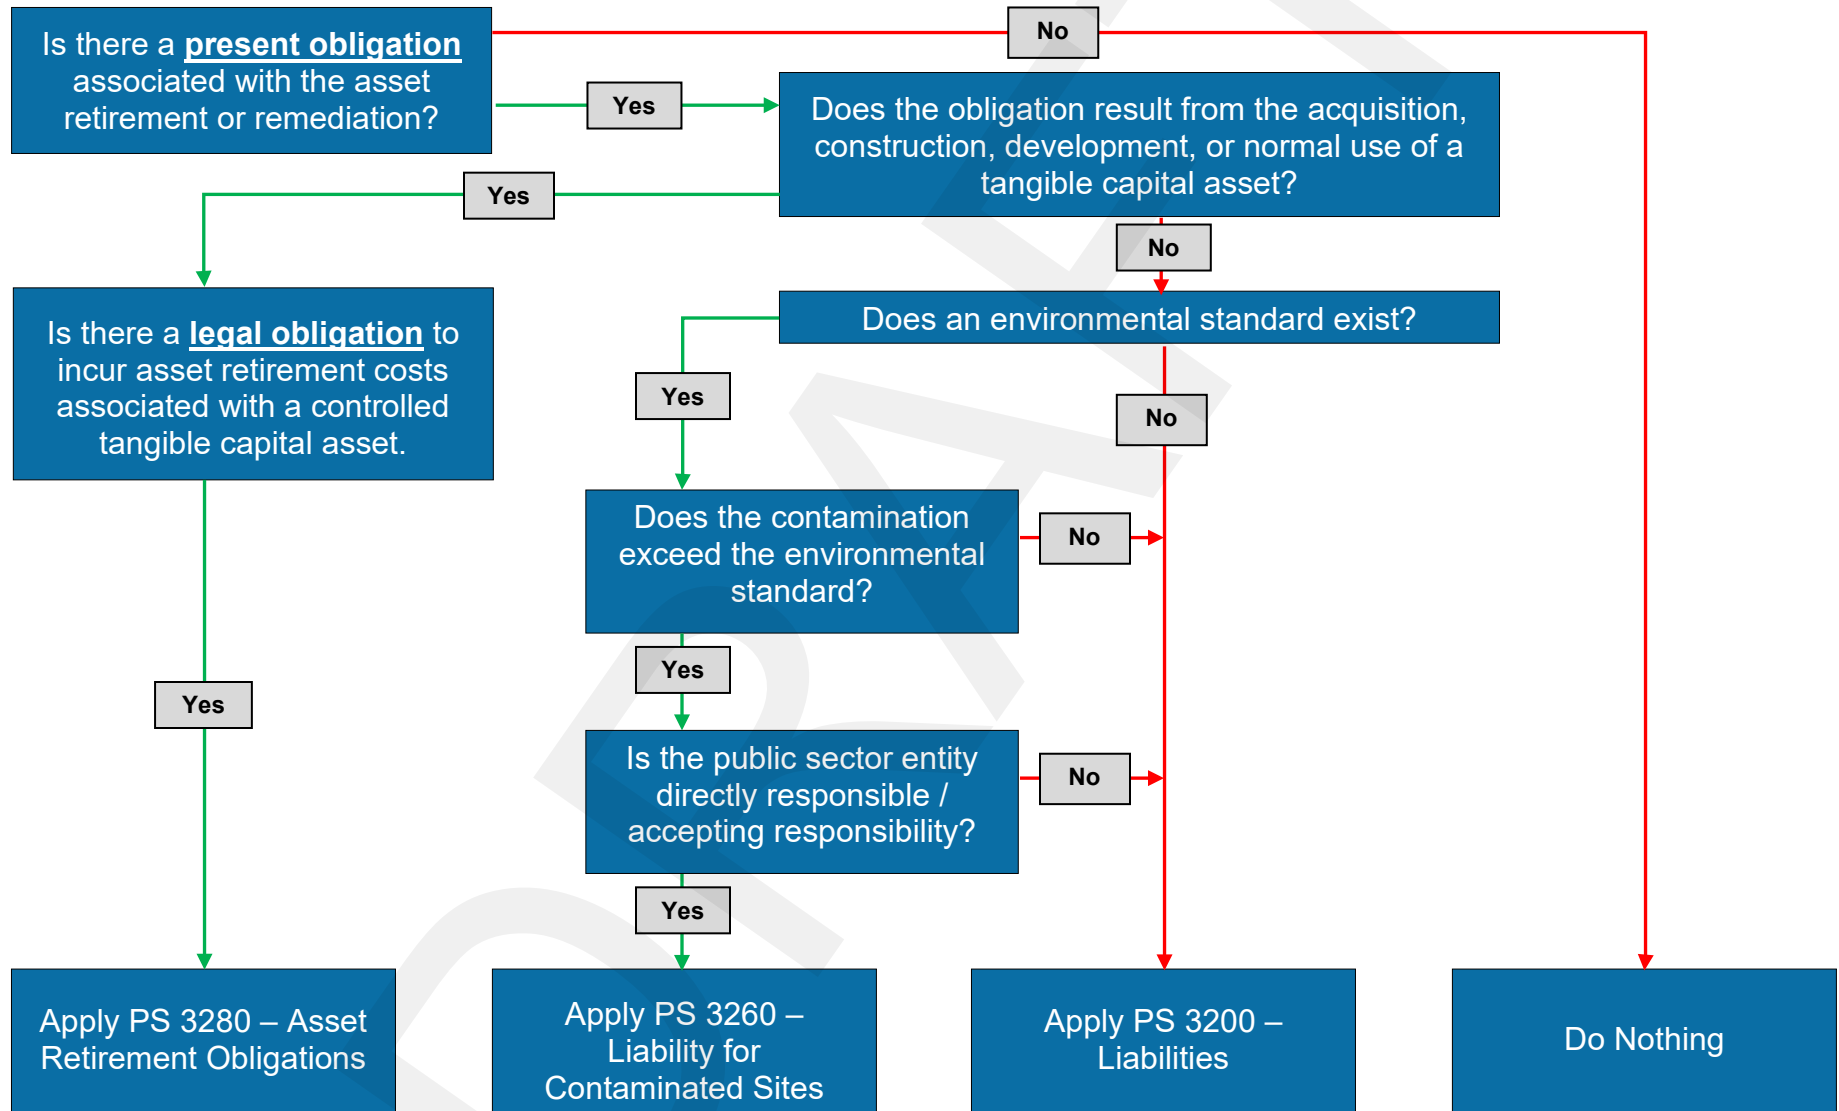 Is there a present obligation
associated with the asset
retirement or remediation?
No
Yes
Does the obligation result from the acquisition,
construction, development, or normal use of a
tangible capital asset?
Yes
No
Is there a legal obligation to
incur asset retirement costs
associated with a controlled
tangible capital asset.
Does an environmental standard exist?
Yes
No
Does the contamination
exceed the environmental
standard?
No
Yes
Yes
Is the public sector entity
directly responsible /
accepting responsibility?
No
Yes
Apply PS 3280 – Asset
Retirement Obligations
Apply PS 3260 –
Liability for
Contaminated Sites
Apply PS 3200 –
Liabilities
Do Nothing
DRAFT